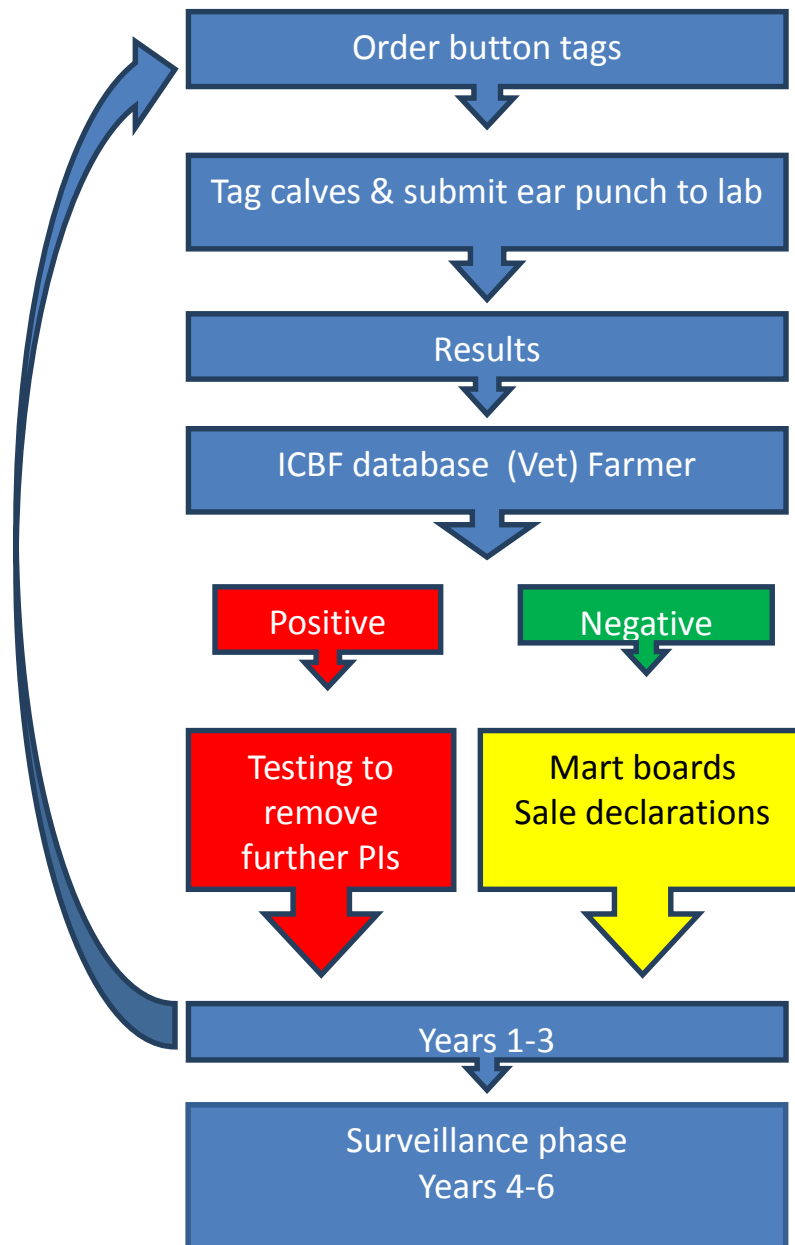 Order button tags
Tag calves & submit ear punch to lab
Results
ICBF database (Vet) Farmer
Positive
Negative
Testing to
remove
further PIs
Mart boards
Sale declarations
Years 1-3
Surveillance phase
Years 4-6